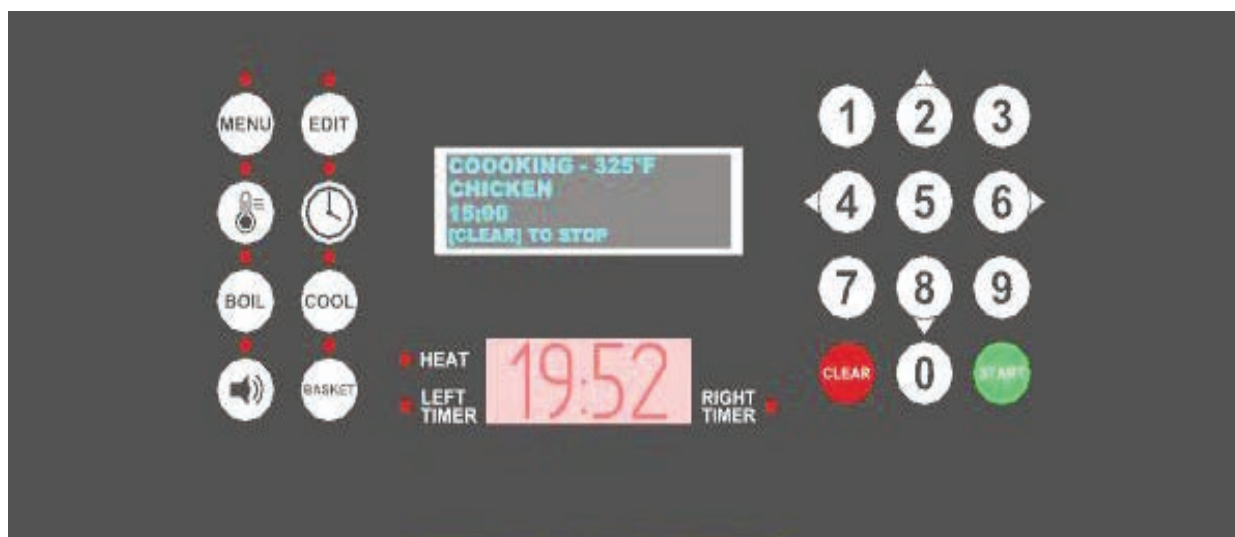 MENU EDIT
BOIL COOL
BASKET
COOOKING - 325°F
CHICKEN
15:00
[CLEAR] TO STOP
HEAT
LEFT TIMER
19:52
RIGHT TIMER
1 2 3
4 5 6
7 8 9
CLEAR 0 START